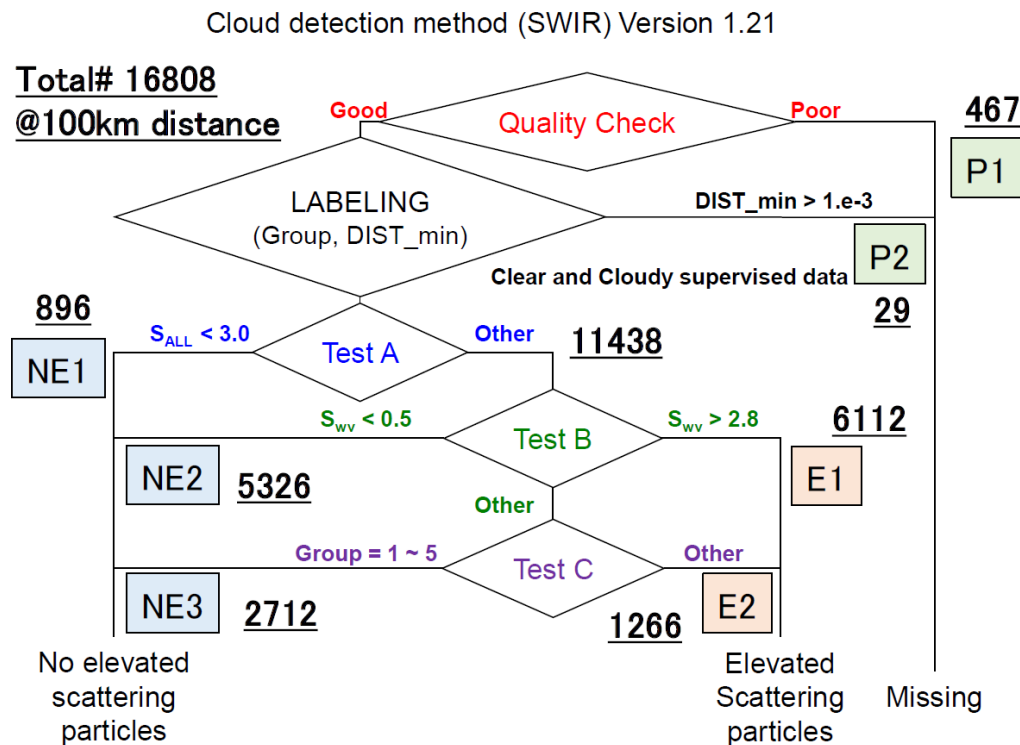 Cloud detection method (SWIR) Version 1.21
Total# 16808
@100km distance
Good
Quality Check
Poor
467
P1
LABELING
(Group, DIST_min)
DIST_min > 1.e-3
P2
Clear and Cloudy supervised data
29
896
S_ALL < 3.0
Test A
Other
11438
NE1
S_wv < 0.5
Test B
S_wv > 2.8
6112
NE2
5326
E1
Other
Group = 1 ~ 5
Test C
Other
NE3
2712
1266
E2
No elevated
scattering
particles
Elevated
Scattering
particles
Missing